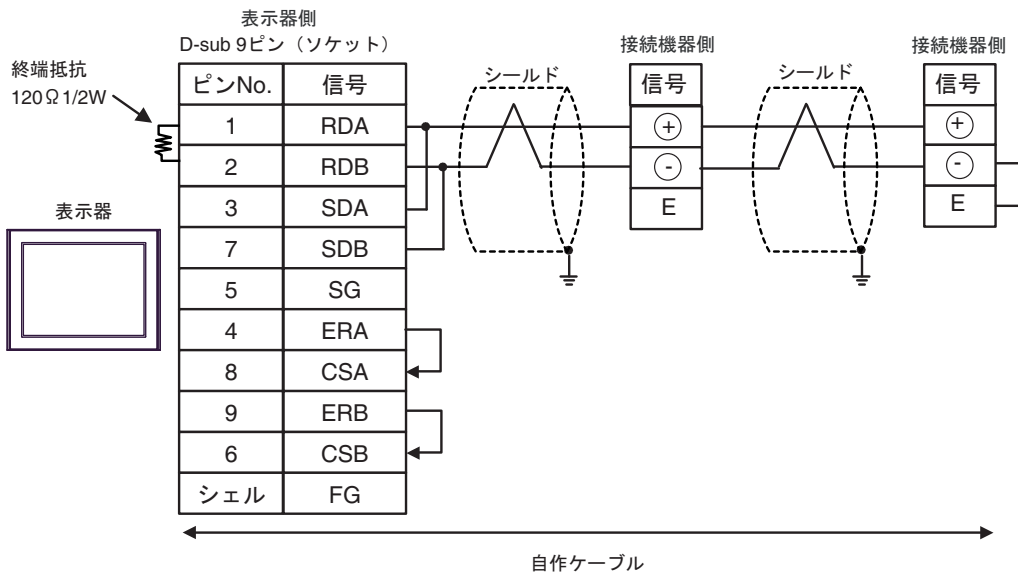 表示器側
D-sub 9ピン（ソケット）
終端抵抗
120Ω1/2W
表示器
ピンNo. 信号
1 RDA
2 RDB
3 SDA
7 SDB
5 SG
4 ERA
8 CSA
9 ERB
6 CSB
シェル FG
シールド
接続機器側
信号
+
-
E
シールド
接続機器側
信号
+
-
E
自作ケーブル